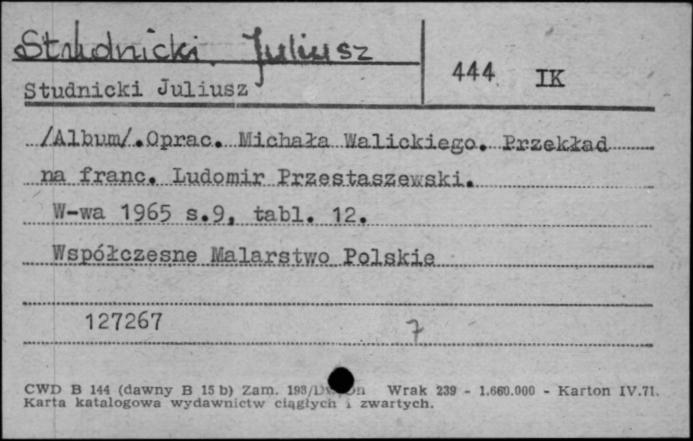 Studnicki Juliusz
444 IK
Studnicki Juliusz
/Album/.Oprac. Michała Walickiego. Przekład
na franc. Ludomir Przestaszewski.
W-wa 1965 s.9, tabl. 12.
Współczesne Malarstwo Polskie
127267 7
CWD B 144 (dawny B 15 b) Zam. 193/ Wrak 239 - 1.660.000 - Karton IV.71.
Karta katalogowa wydawnictw ciągłych i zwartych.